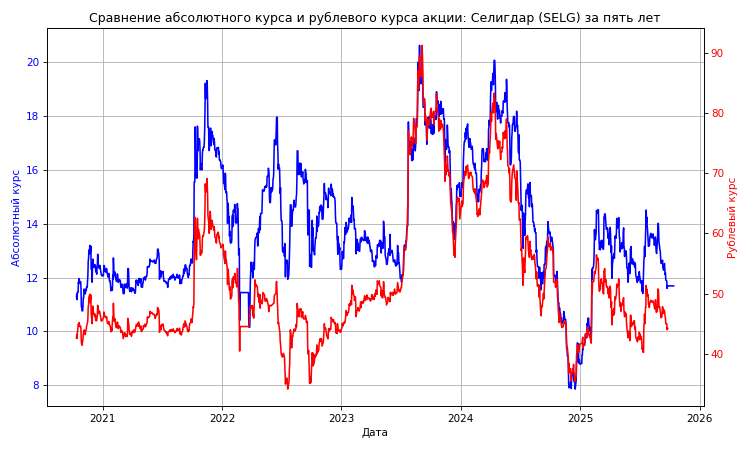 Сравнение абсолютного курса и рублевого курса акции: Селигдар (SELG) за пять лет
Абсолютный курс
20
18
16
14
12
10
8
90
80
70
60
50
40
Рублевый курс
2021 2022 2023 2024 2025 2026
Дата